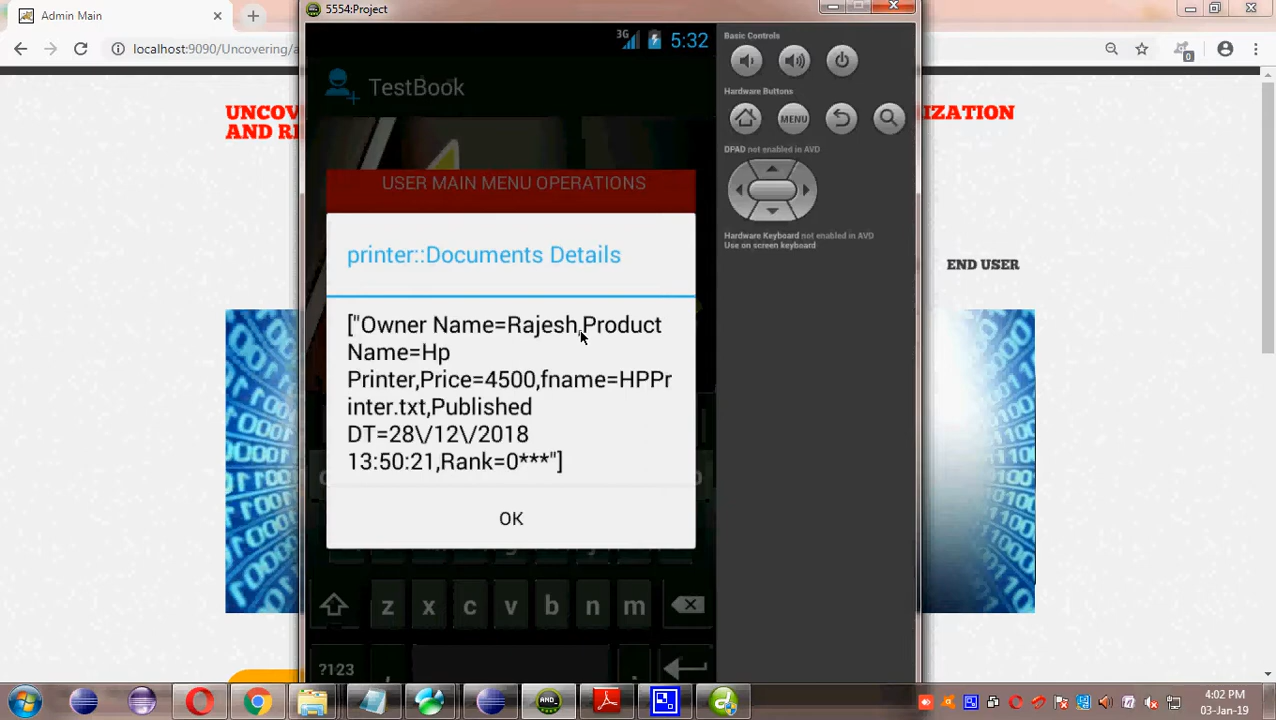 Admin Main
5554:Project
localhost:9090/Uncovering/a
0
3G
5:32
TestBook
UNCOV
IZATION
AND R
USER MAIN MENU OPERATIONS
printer::Documents Details
["Owner Name=Rajesh,Product
Name=Hp
Printer,Price=4500,fname=HPPr
inter.txt,Published
DT=28\/12\/2018
13:50:21,Rank=0***"]
OK
z x c v b n m
?123
Basic Controls
Hardware Buttons
MENU
DPAD not enabled in AVD
Hardware Keyboard not enabled in AVD
Use on screen keyboard
END USER
4:02 PM
03-Jan-19